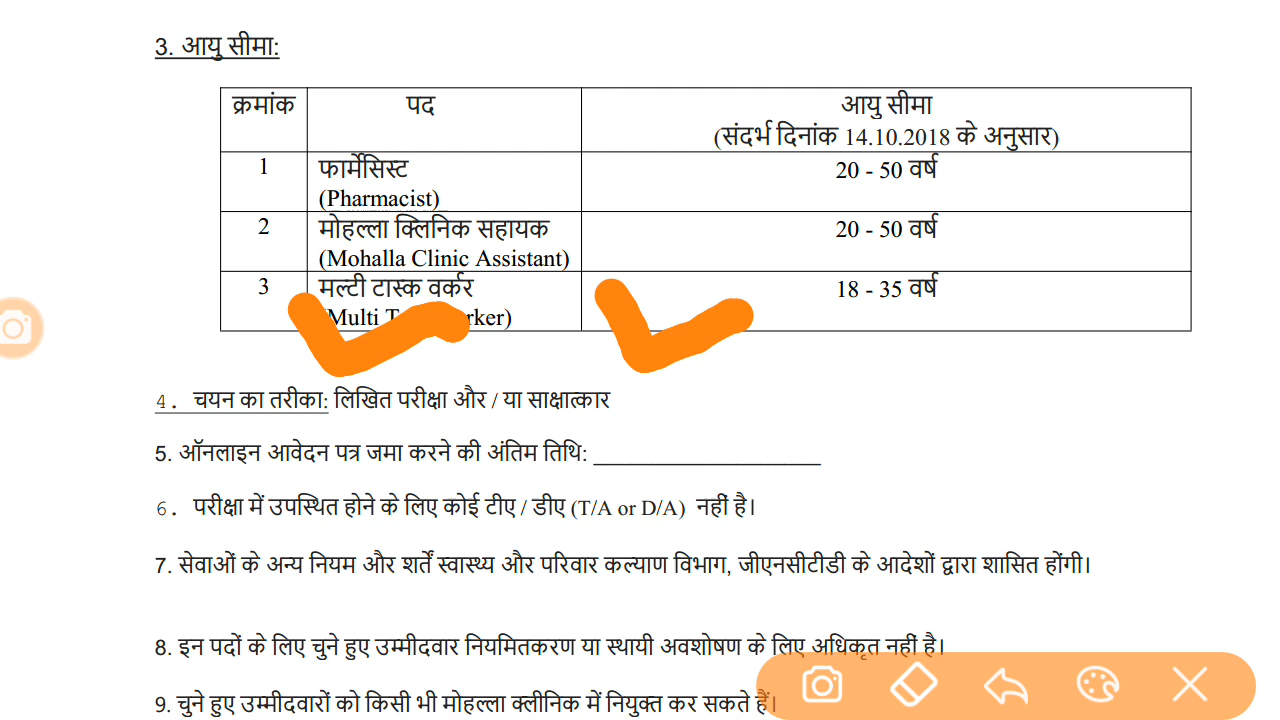 3. आयु सीमा:
क्रमांक पद आयु सीमा
(संदर्भ दिनांक 14.10.2018 के अनुसार)
1 फार्मेसिस्ट 20 - 50 वर्ष
(Pharmacist)
2 मोहल्ला क्लिनिक सहायक 20 - 50 वर्ष
(Mohalla Clinic Assistant)
3 मल्टी टास्क वर्कर 18 - 35 वर्ष
(Multi
4. चयन का तरीका: लिखित परीक्षा और / या साक्षात्कार
5. ऑनलाइन आवेदन पत्र जमा करने की अंतिम तिथि: ____________________
6. परीक्षा में उपस्थित होने के लिए कोई टीए / डीए (T/A or D/A) नहीं है।
7. सेवाओं के अन्य नियम और शर्तें स्वास्थ्य और परिवार कल्याण विभाग, जीएनसीटीडी के आदेशों द्वारा शासित होंगी।
8. इन पदों के लिए चुने हुए उम्मीदवार नियमितकरण या स्थायी अवशोषण के लिए अधिकृत नहीं है।
9. चुने हुए उम्मीदवारों को किसी भी मोहल्ला क्लीनिक में नियुक्त कर सकते हैं।